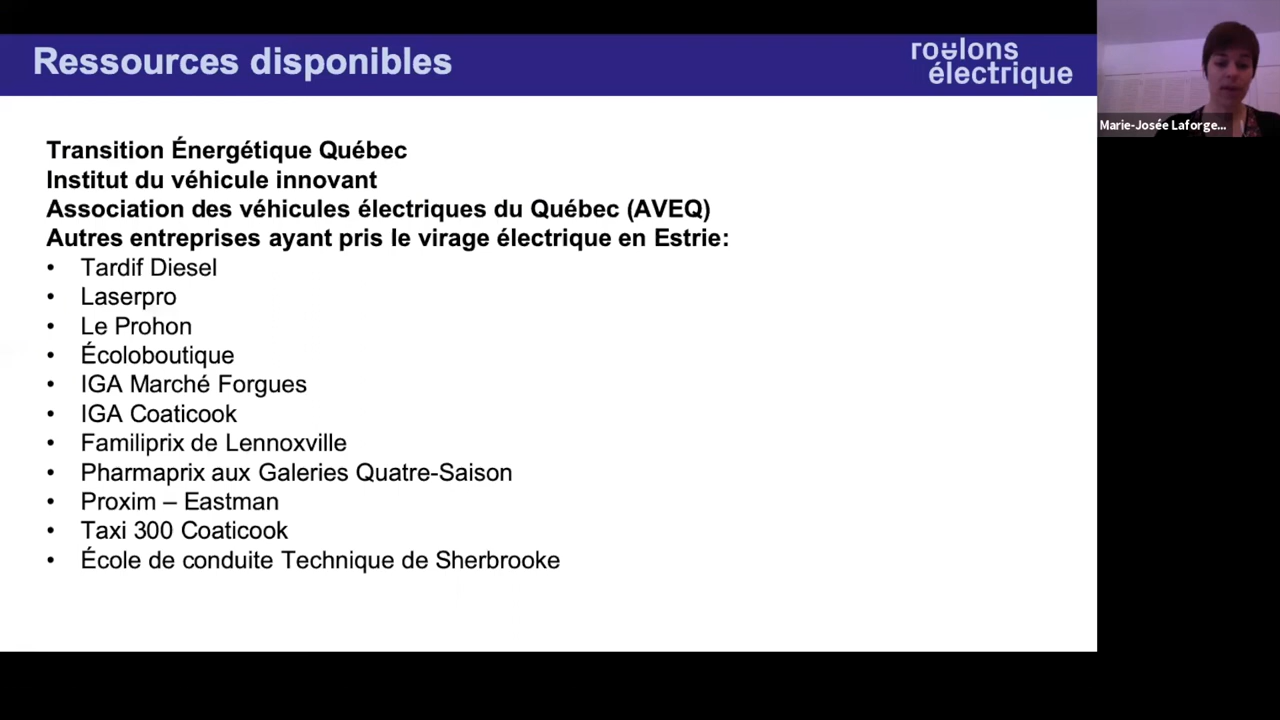 Ressources disponibles
roulons
électrique
Marie-Josée Laforge...
Transition Énergétique Québec
Institut du véhicule innovant
Association des véhicules électriques du Québec (AVEQ)
Autres entreprises ayant pris le virage électrique en Estrie:
• Tardif Diesel
• Laserpro
• Le Prohon
• Écoloboutique
• IGA Marché Forgues
• IGA Coaticook
• Familiprix de Lennoxville
• Pharmaprix aux Galeries Quatre-Saison
• Proxim – Eastman
• Taxi 300 Coaticook
• École de conduite Technique de Sherbrooke